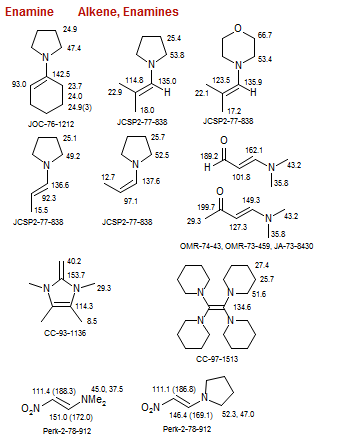 Enamine Alkene, Enamines
24.9
47.4
N
142.5
93.0
23.7
24.0
24.9(3)
JOC-76-1212
25.4
53.8
N
114.8 135.0
22.9 H
18.0
JCSP2-77-838
O
66.7
53.4
N
123.5 135.9
22.1 H
17.2
JCSP2-77-838
25.1
49.2
N
136.6
92.3
15.5
JCSP2-77-838
25.7
52.5
N
12.7 137.6
97.1
JCSP2-77-838
O
189.2 162.1
H N 43.2
101.8 35.8
O
199.7 149.3
29.3 N 43.2
127.3 35.8
OMR-74-43, OMR-73-459, JA-73-8430
40.2
153.7
N N 29.3
114.3
8.5
CC-93-1136
27.4
25.7
N N 51.6
134.6
N N
CC-97-1513
111.4 (188.3) 45.0, 37.5
NMe2
O2N
151.0 (172.0)
Perk-2-78-912
111.1 (186.8)
N
O2N
146.4 (169.1) 52.3, 47.0
Perk-2-78-912